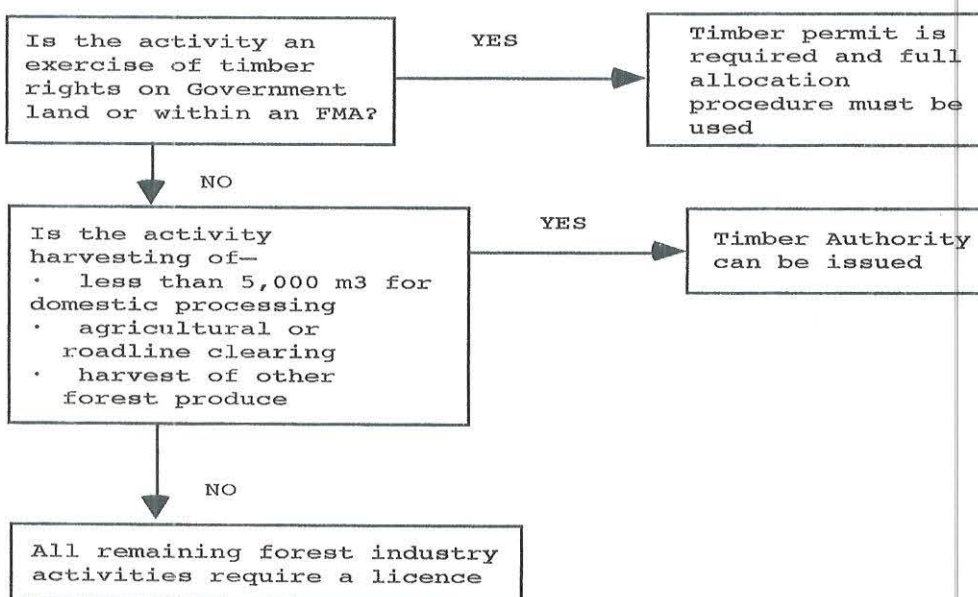 Is the activity an
exercise of timber
rights on Government
land or within an FMA?
YES
Timber permit is
required and full
allocation
procedure must be
used
NO
Is the activity
harvesting of—
· less than 5,000 m3 for
domestic processing
· agricultural or
roadline clearing
· harvest of other
forest produce
YES
Timber Authority
can be issued
NO
All remaining forest industry
activities require a licence